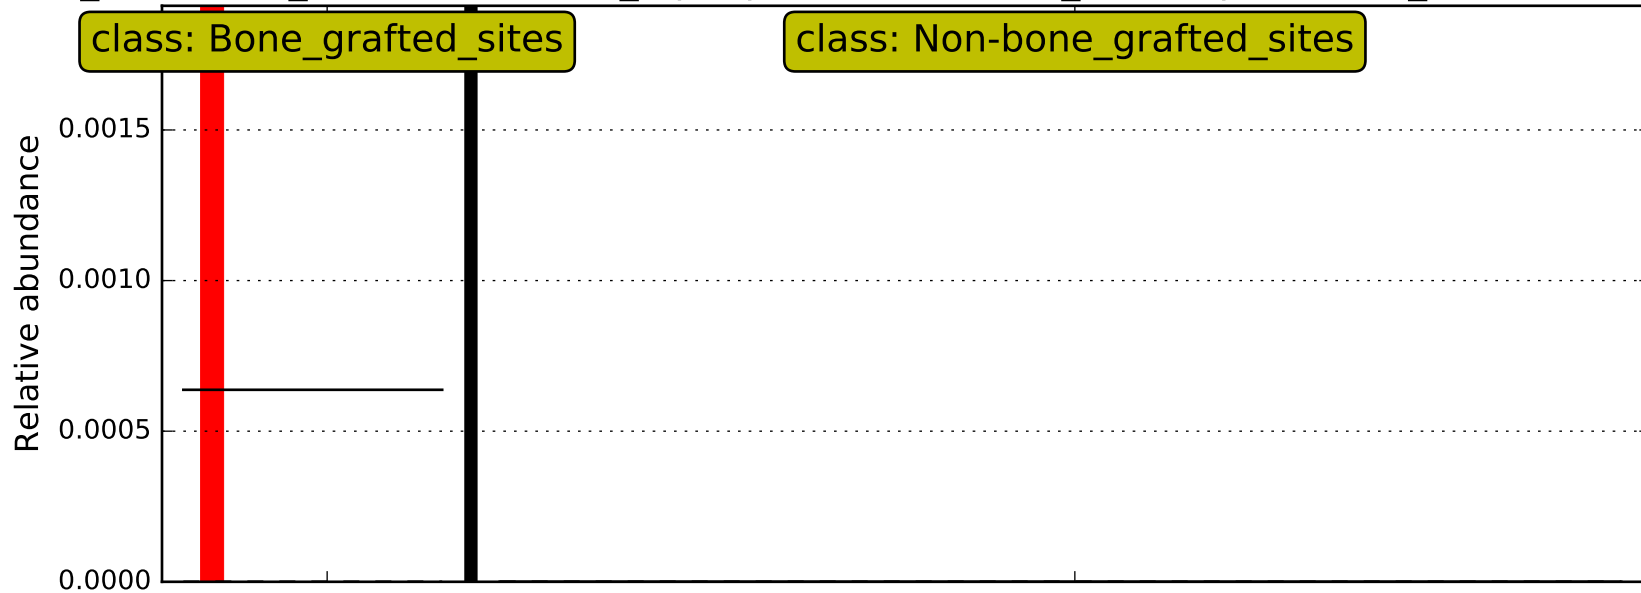 class: Bone_grafted_sites
class: Non-bone_grafted_sites
0.0015
0.0010
0.0005
0.0000
Relative abundance